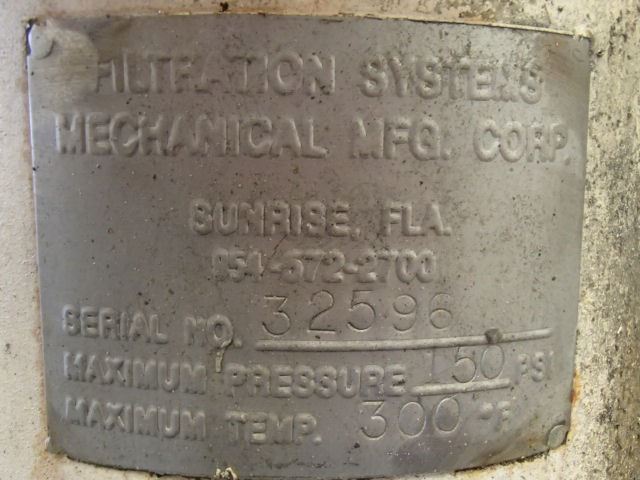 FILTRATION SYSTEMS
MECHANICAL MFG. CORP.
SUNRISE, FLA.
954-572-2700
SERIAL NO. 32596
MAXIMUM PRESSURE 150 PSI
MAXIMUM TEMP. 300 °F